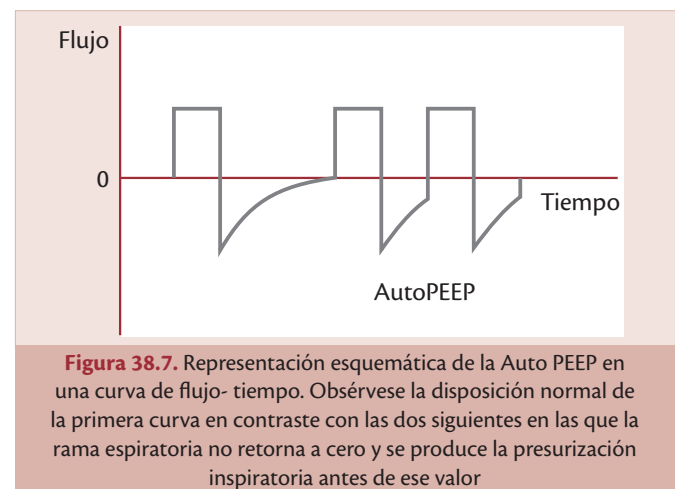 Flujo
0
Tiempo
AutoPEEP
Figura 38.7. Representación esquemática de la Auto PEEP en
una curva de flujo- tiempo. Obsérvese la disposición normal de
la primera curva en contraste con las dos siguientes en las que la
rama espiratoria no retorna a cero y se produce la presurización
inspiratoria antes de ese valor